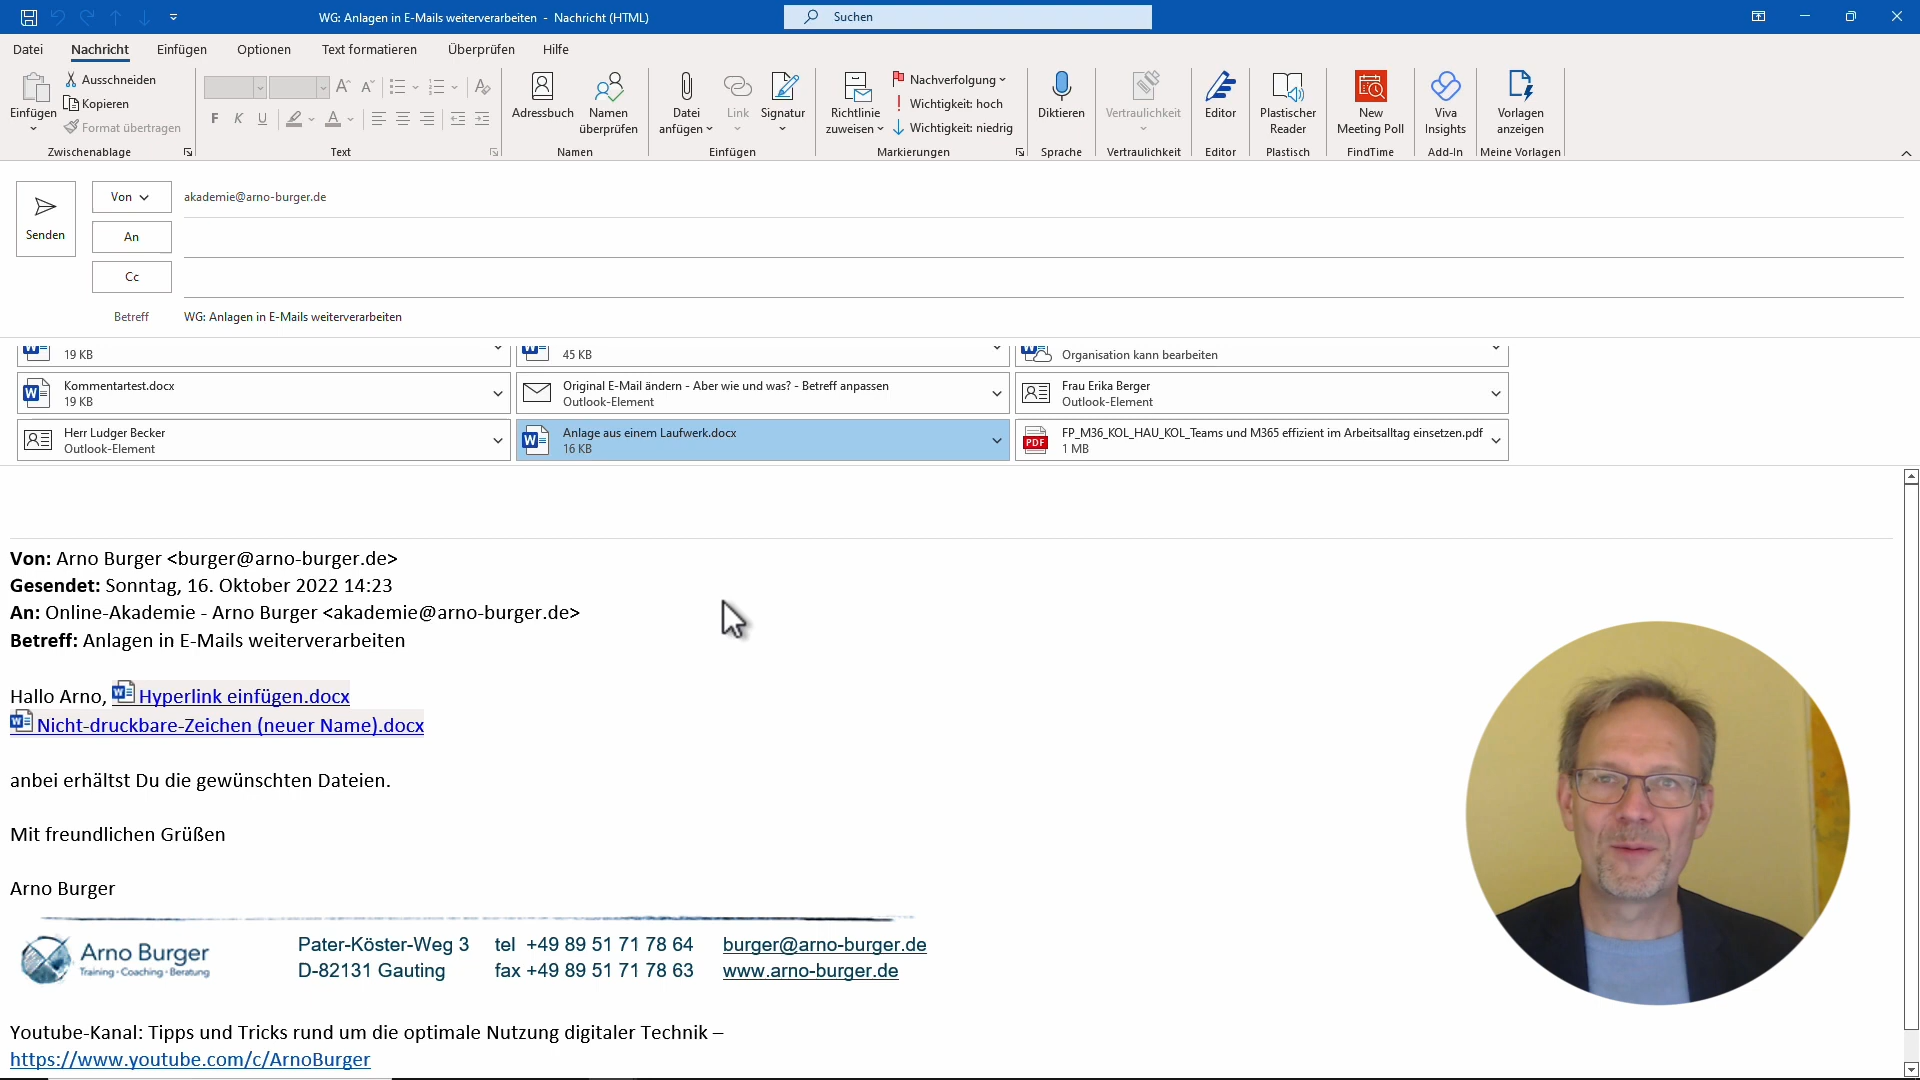 WG: Anlagen in E-Mails weiterverarbeiten - Nachricht (HTML)
Suchen
Datei Nachricht Einfügen Optionen Text formatieren Überprüfen Hilfe
Einfügen
Ausschneiden
Kopieren
Format übertragen
Zwischenablage
F K U
A
Text
Adressbuch
Namen
überprüfen
Namen
Datei
anfügen
Link
Signatur
Einfügen
Richtlinie
zuweisen
Nachverfolgung
Wichtigkeit: hoch
Wichtigkeit: niedrig
Markierungen
Diktieren
Sprache
Vertraulichkeit
Vertraulichkeit
Editor
Editor
Plastischer
Reader
Plastisch
New
Meeting Poll
FindTime
Viva
Insights
Add-In
Vorlagen
anzeigen
Meine Vorlagen
Senden
Von akademie@arno-burger.de
An
Cc
Betreff WG: Anlagen in E-Mails weiterverarbeiten
19 KB
45 KB
Organisation kann bearbeiten
Kommentartest.docx
19 KB
Original E-Mail ändern - Aber wie und was? - Betreff anpassen
Outlook-Element
Frau Erika Berger
Outlook-Element
Herr Ludger Becker
Outlook-Element
Anlage aus einem Laufwerk.docx
16 KB
PDF
FP_M36_KOL_HAU_KOL_Teams und M365 effizient im Arbeitsalltag einsetzen.pdf
1 MB
Von: Arno Burger <burger@arno-burger.de>
Gesendet: Sonntag, 16. Oktober 2022 14:23
An: Online-Akademie - Arno Burger <akademie@arno-burger.de>
Betreff: Anlagen in E-Mails weiterverarbeiten
Hallo Arno, Hyperlink einfügen.docx
Nicht-druckbare-Zeichen (neuer Name).docx
anbei erhältst Du die gewünschten Dateien.
Mit freundlichen Grüßen
Arno Burger
Arno Burger
Training · Coaching · Beratung
Pater-Köster-Weg 3 tel +49 89 51 71 78 64 burger@arno-burger.de
D-82131 Gauting fax +49 89 51 71 78 63 www.arno-burger.de
Youtube-Kanal: Tipps und Tricks rund um die optimale Nutzung digitaler Technik –
https://www.youtube.com/c/ArnoBurger